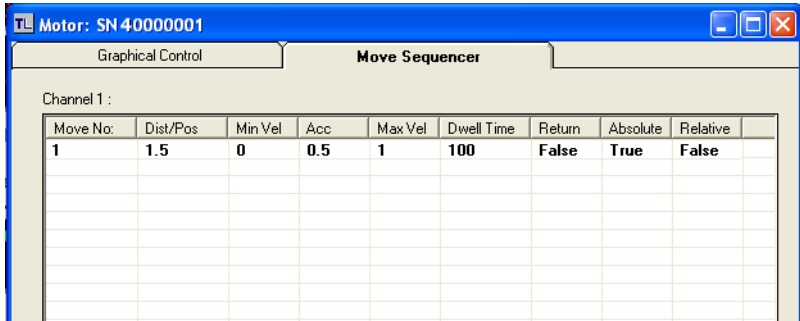 TL Motor: SN 40000001
Graphical Control Move Sequencer
Channel 1 :
Move No: Dist/Pos Min Vel Acc Max Vel Dwell Time Return Absolute Relative
1 1.5 0 0.5 1 100 False True False